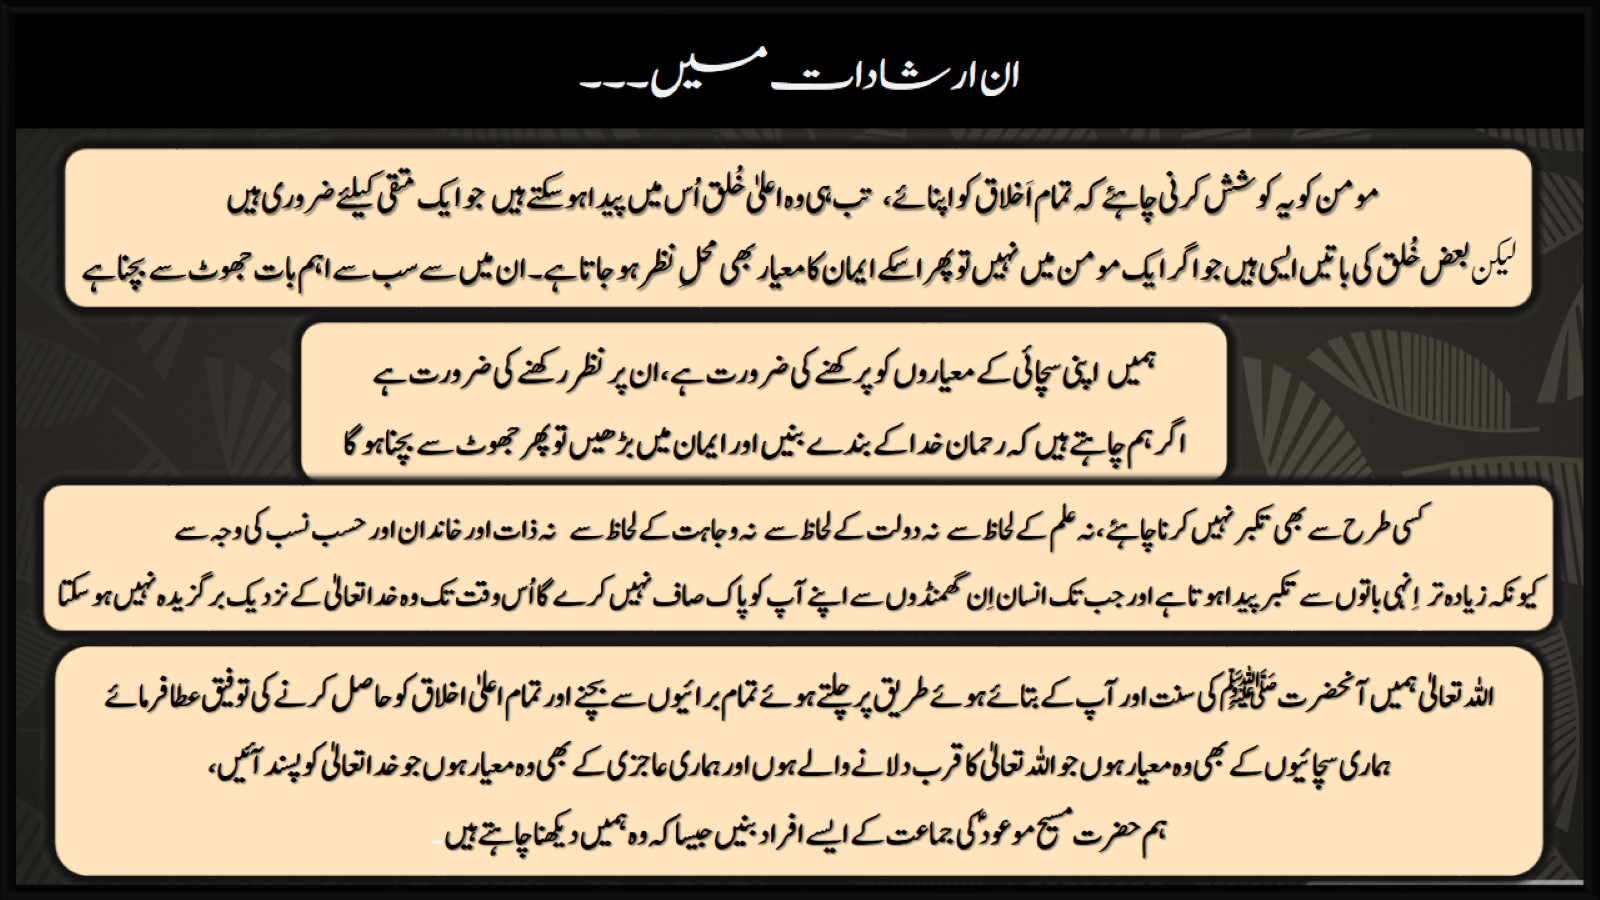 ان ارشادات میں۔۔۔
مومن کو یہ کوشش کرنی چاہئے کہ تمام اَخلاق کو اپنائے، تب ہی وہ اعلیٰ خُلق اُس میں پیدا ہو سکتے ہیں جو ایک متقی کیلئے ضروری ہیں
لیکن بعض خُلق کی باتیں ایسی ہیں جو اگر ایک مومن میں نہیں تو پھر اسکے ایمان کا معیار بھی محلِ نظر ہو جاتا ہے۔ ان میں سے سب سے اہم بات جھوٹ سے بچنا ہے
ہمیں اپنی سچائی کے معیاروں کو پرکھنے کی ضرورت ہے، ان پر نظر رکھنے کی ضرورت ہے
اگر ہم چاہتے ہیں کہ رحمان خدا کے بندے بنیں اور ایمان میں بڑھیں تو پھر جھوٹ سے بچنا ہو گا
کسی طرح سے بھی تکبر نہیں کرنا چاہئے، نہ علم کے لحاظ سے نہ دولت کے لحاظ سے نہ وجاہت کے لحاظ سے نہ ذات اور خاندان اور حسب نسب کی وجہ سے
کیونکہ زیادہ تر اِنہی باتوں سے تکبر پیدا ہوتا ہے اور جب تک انسان اِن گھمنڈوں سے اپنے آپ کو پاک صاف نہیں کرے گا اُس وقت تک وہ خدا تعالیٰ کے نزدیک برگزیدہ نہیں ہو سکتا
اللہ تعالیٰ ہمیں آنحضرت ﷺ کی سنت اور آپ کے بتائے ہوئے طریق پر چلتے ہوئے تمام برائیوں سے بچنے اور تمام اعلیٰ اخلاق کو حاصل کرنے کی توفیق عطا فرمائے
ہماری سچائیوں کے بھی وہ معیار ہوں جو اللہ تعالیٰ کا قرب دلانے والے ہوں اور ہماری عاجزی کے بھی وہ معیار ہوں جو خدا تعالیٰ کو پسند آئیں،
ہم حضرت مسیح موعودؑ کی جماعت کے ایسے افراد بنیں جیسا کہ وہ ہمیں دیکھنا چاہتے ہیں